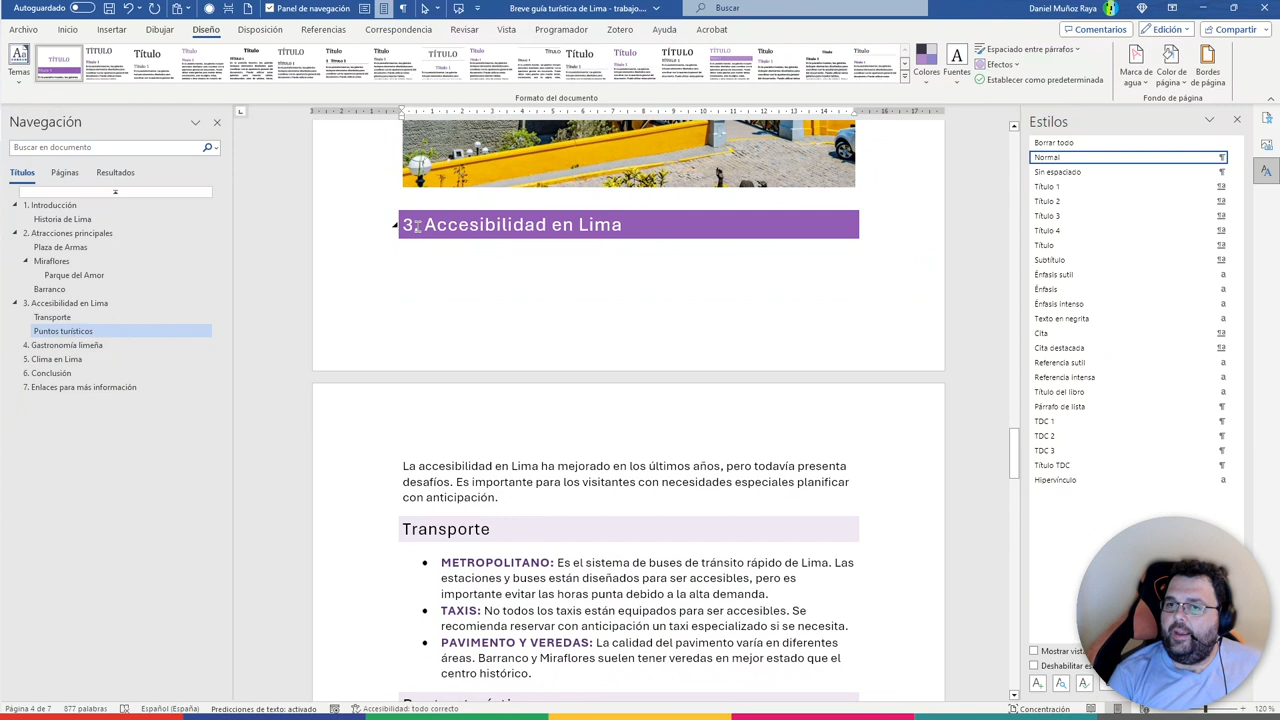 Autoguardado
Panel de navegación
Breve guía turística de Lima - trabajo...
Buscar
Daniel Muñoz Raya
Archivo Inicio Insertar Dibujar Diseño Disposición Referencias Correspondencia Programador Zotero Ayuda Acrobat
Comentarios Edición Compartir
Temas
Colores
Fuentes
Espaciado entre párrafos
Efectos
Establecer como predeterminada
Marca de agua
Color de página
Bordes de página
Formato del documento
Fondo de página
Navegación
Buscar en documento
Títulos Páginas Resultados
1. Introducción
Historia de Lima
2. Atracciones principales
Plaza de Armas
Miraflores
Parque del Amor
Barranco
3. Accesibilidad en Lima
Transporte
Puntos turísticos
4. Gastronomía limeña
5. Clima en Lima
6. Conclusión
7. Enlaces para más información
3. Accesibilidad en Lima
La accesibilidad en Lima ha mejorado en los últimos años, pero todavía presenta
desafíos. Es importante para los visitantes con necesidades especiales planificar
con anticipación.
Transporte
METROPOLITANO: Es el sistema de buses de tránsito rápido de Lima. Las
estaciones y buses están diseñados para ser accesibles, pero es
importante evitar las horas punta debido a la alta demanda.
TAXIS: No todos los taxis están equipados para ser accesibles. Se
recomienda reservar con anticipación un taxi especializado si se necesita.
PAVIMENTO Y VEREDAS: La calidad del pavimento varía en diferentes
áreas. Barranco y Miraflores suelen tener veredas en mejor estado que el
centro histórico.
Estilos
Borrar todo
Normal
Sin espaciado
Título 1
Título 2
Título 3
Título 4
Título
Subtítulo
Énfasis sutil
Énfasis
Énfasis intenso
Texto en negrita
Cita
Cita destacada
Referencia sutil
Referencia intensa
Título del libro
Párrafo de lista
TDC 1
TDC 2
TDC 3
Título TDC
Hipervínculo
Mostrar vista
Deshabilitar es
Página 4 de 7 877 palabras Español (España) Predicciones de texto: activado Accesibilidad: todo correcto Concentración 120 %